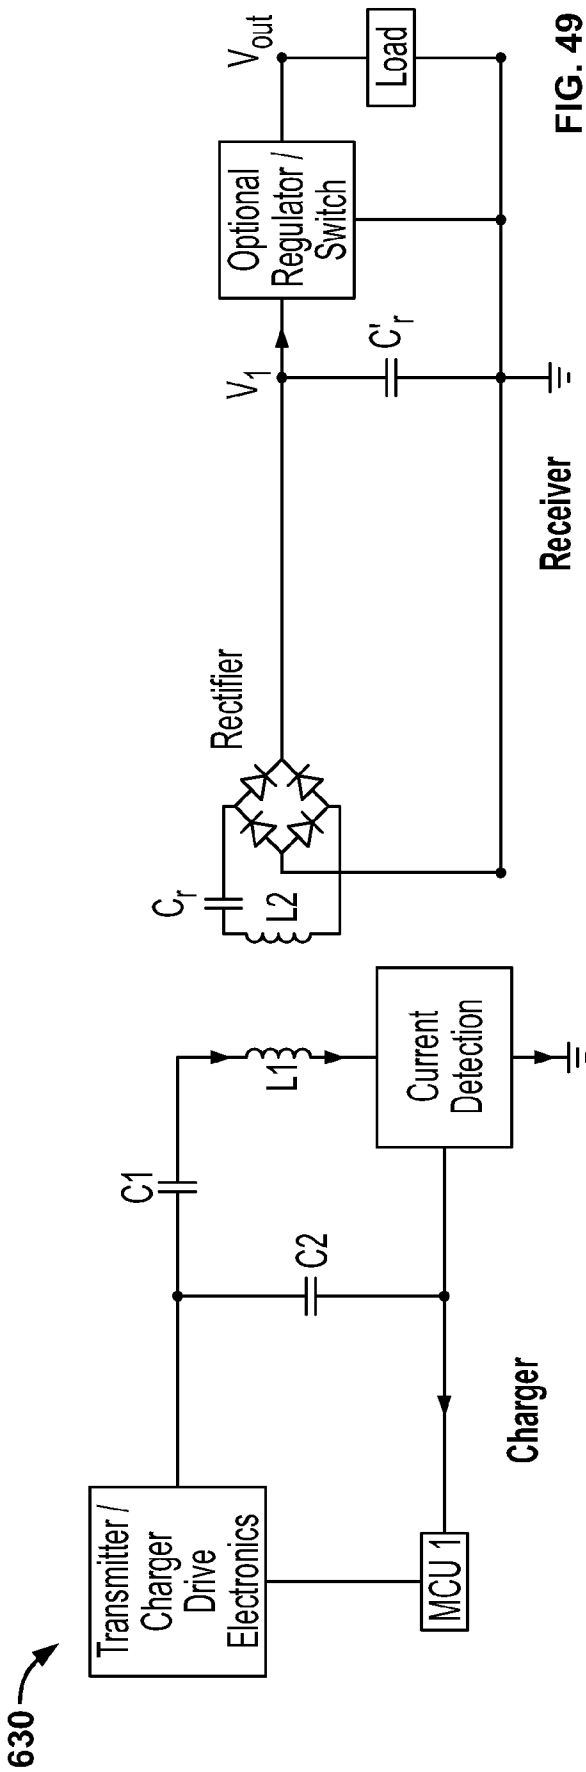 630
Transmitter /
Charger
Drive
Electronics
MCU 1
C1
C2
L1
Current
Detection
Charger
Cr
L2
Rectifier
V1
C'r
Optional
Regulator /
Switch
Vout
Load
Receiver
FIG. 49